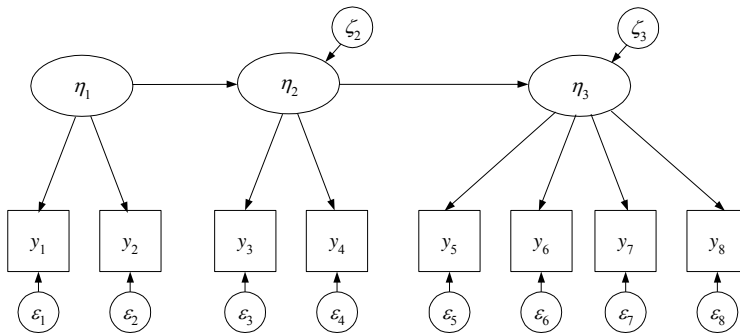 ζ₂ ζ₃
η₁ η₂ η₃
y₁ y₂ y₃ y₄ y₅ y₆ y₇ y₈
ε₁ ε₂ ε₃ ε₄ ε₅ ε₆ ε₇ ε₈